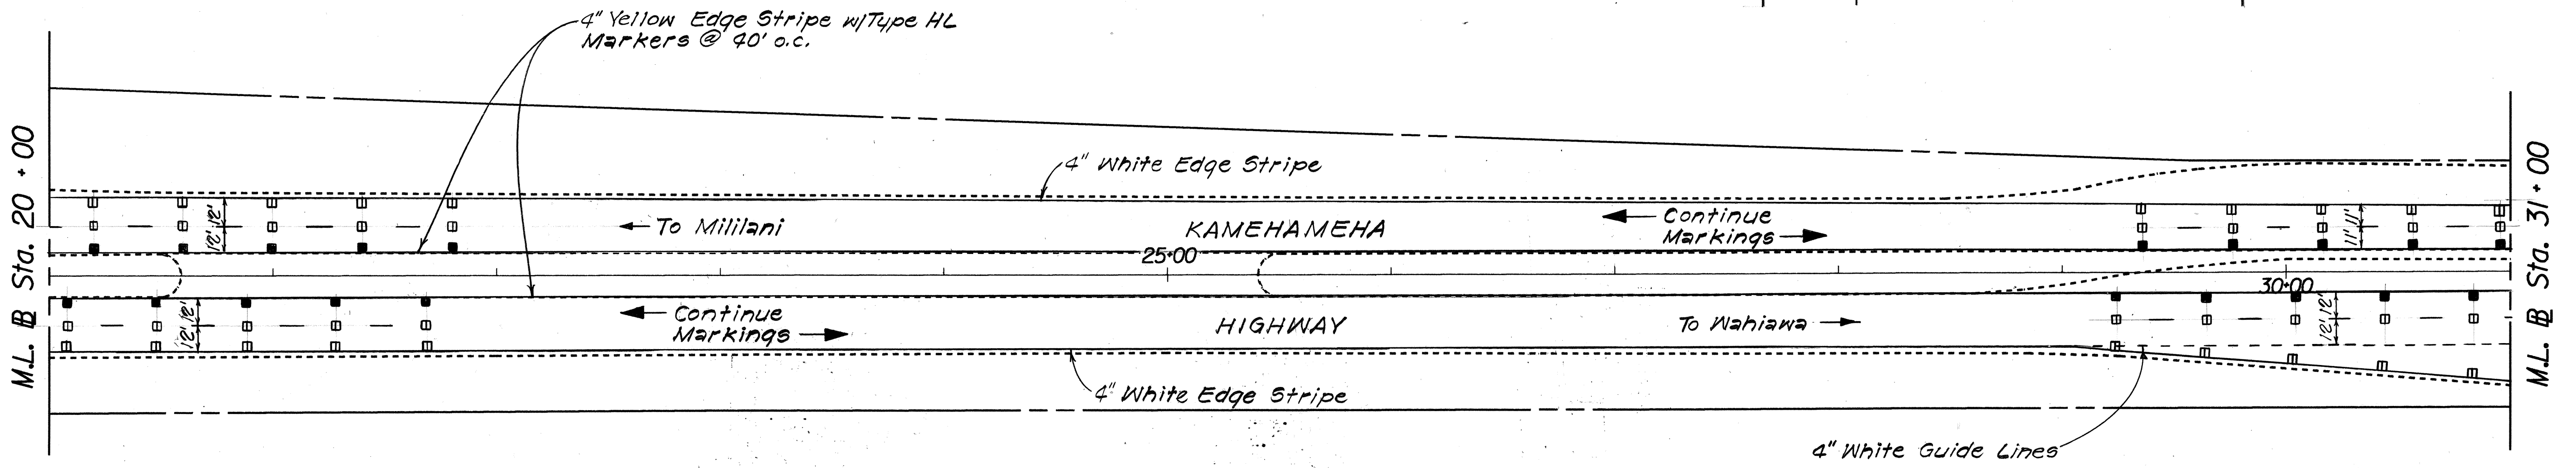 4" Yellow Edge Stripe w/Type HL
Markers @ 40' o.c.
M.L. B Sta. 20 + 00
4" White Edge Stripe
12' 12'
To Mililani
KAMEHAMEHA
Continue
Markings
11' 11'
25+00
30+00
12' 12'
Continue
Markings
HIGHWAY
To Wahiawa
12' 12'
4" White Edge Stripe
4" White Guide Lines
M.L. B Sta. 31 + 00